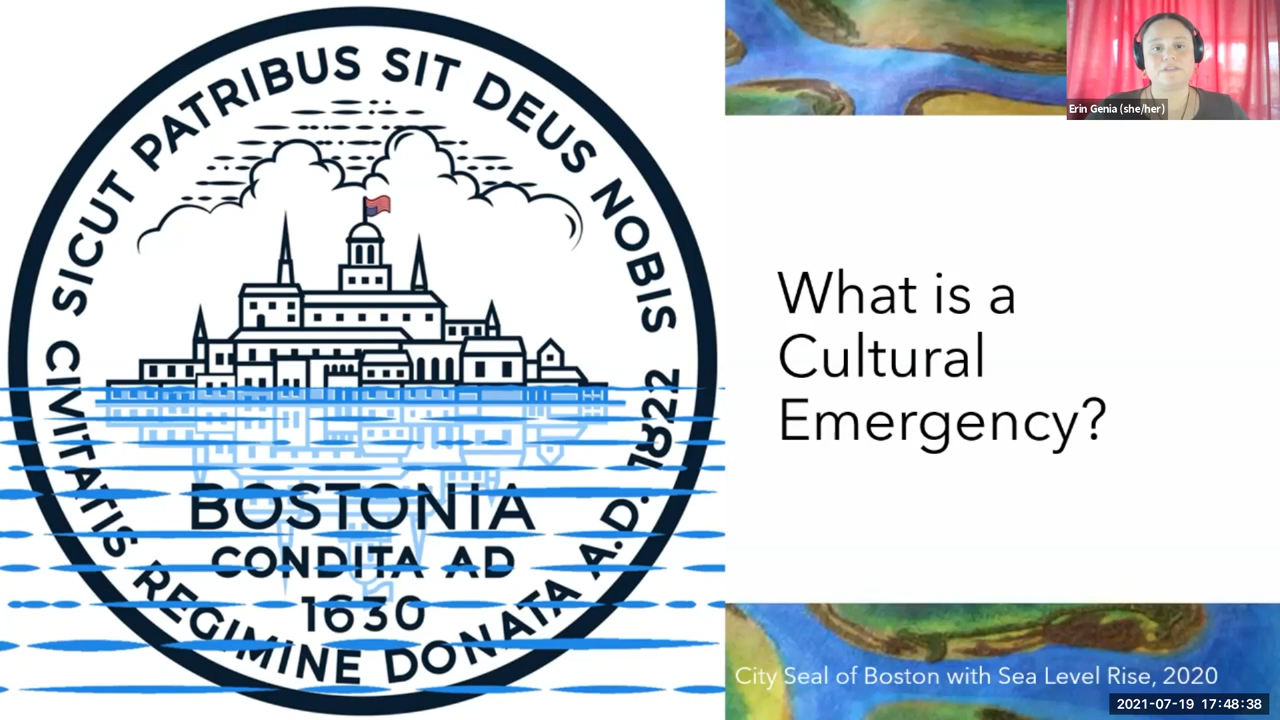 SICUT PATRIBUS SIT DEUS NOBIS
CIVITATIS REGIMINE DONATA A.D. 1822
BOSTONIA
CONDITA AD
1630
Erin Genia (she/her)
What is a
Cultural
Emergency?
City Seal of Boston with Sea Level Rise, 2020
2021-07-19 17:48:38